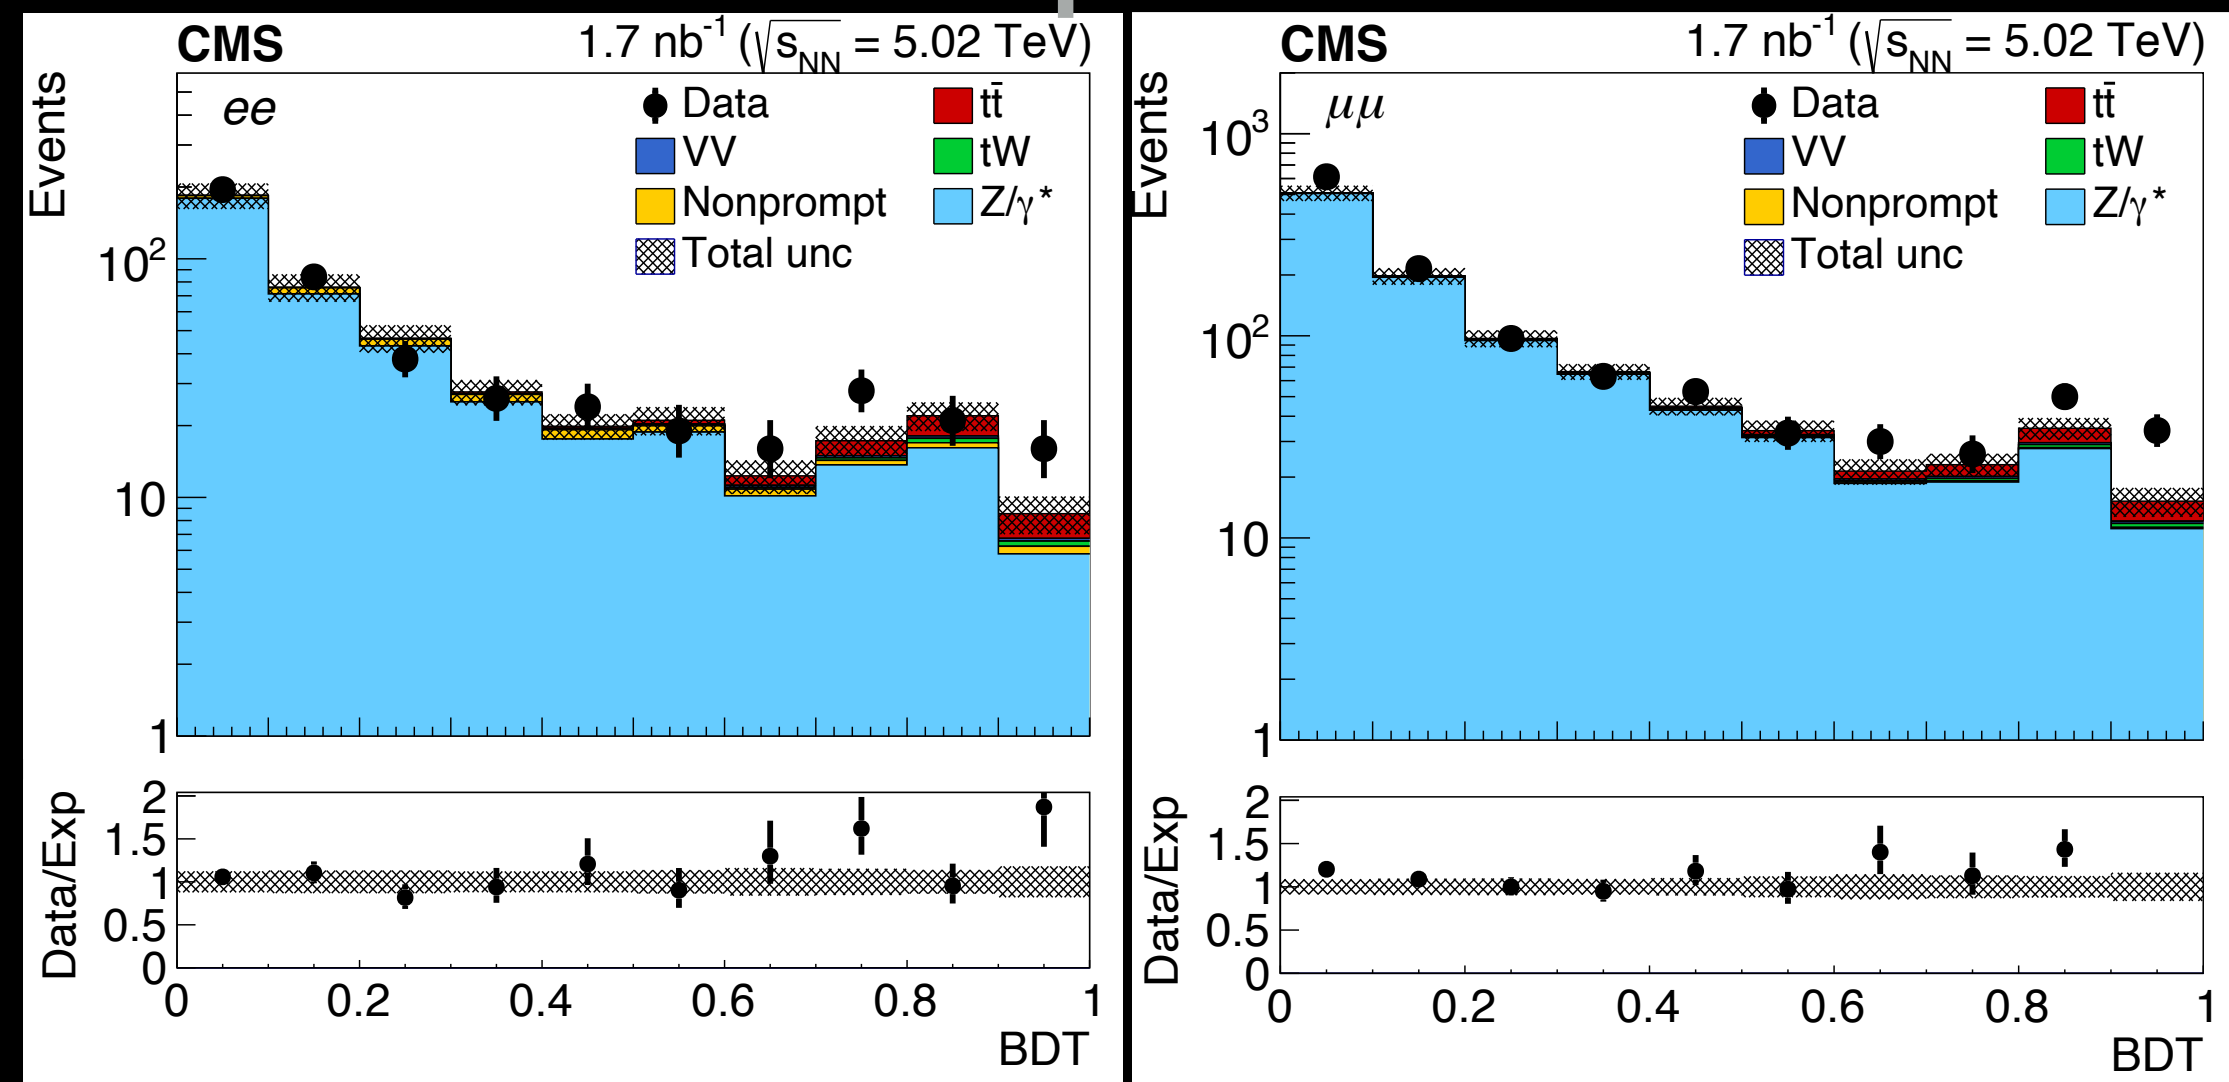 CMS 1.7 nb⁻¹ (√s_NN = 5.02 TeV)
ee
Data
tt̄
VV
tW
Nonprompt
Z/γ*
Total unc
Events
10²
10
1
Data/Exp
2
1.5
1
0.5
0
0 0.2 0.4 0.6 0.8 1
BDT
CMS 1.7 nb⁻¹ (√s_NN = 5.02 TeV)
μμ
Data
tt̄
VV
tW
Nonprompt
Z/γ*
Total unc
Events
10³
10²
10
1
Data/Exp
2
1.5
1
0.5
0
0 0.2 0.4 0.6 0.8 1
BDT